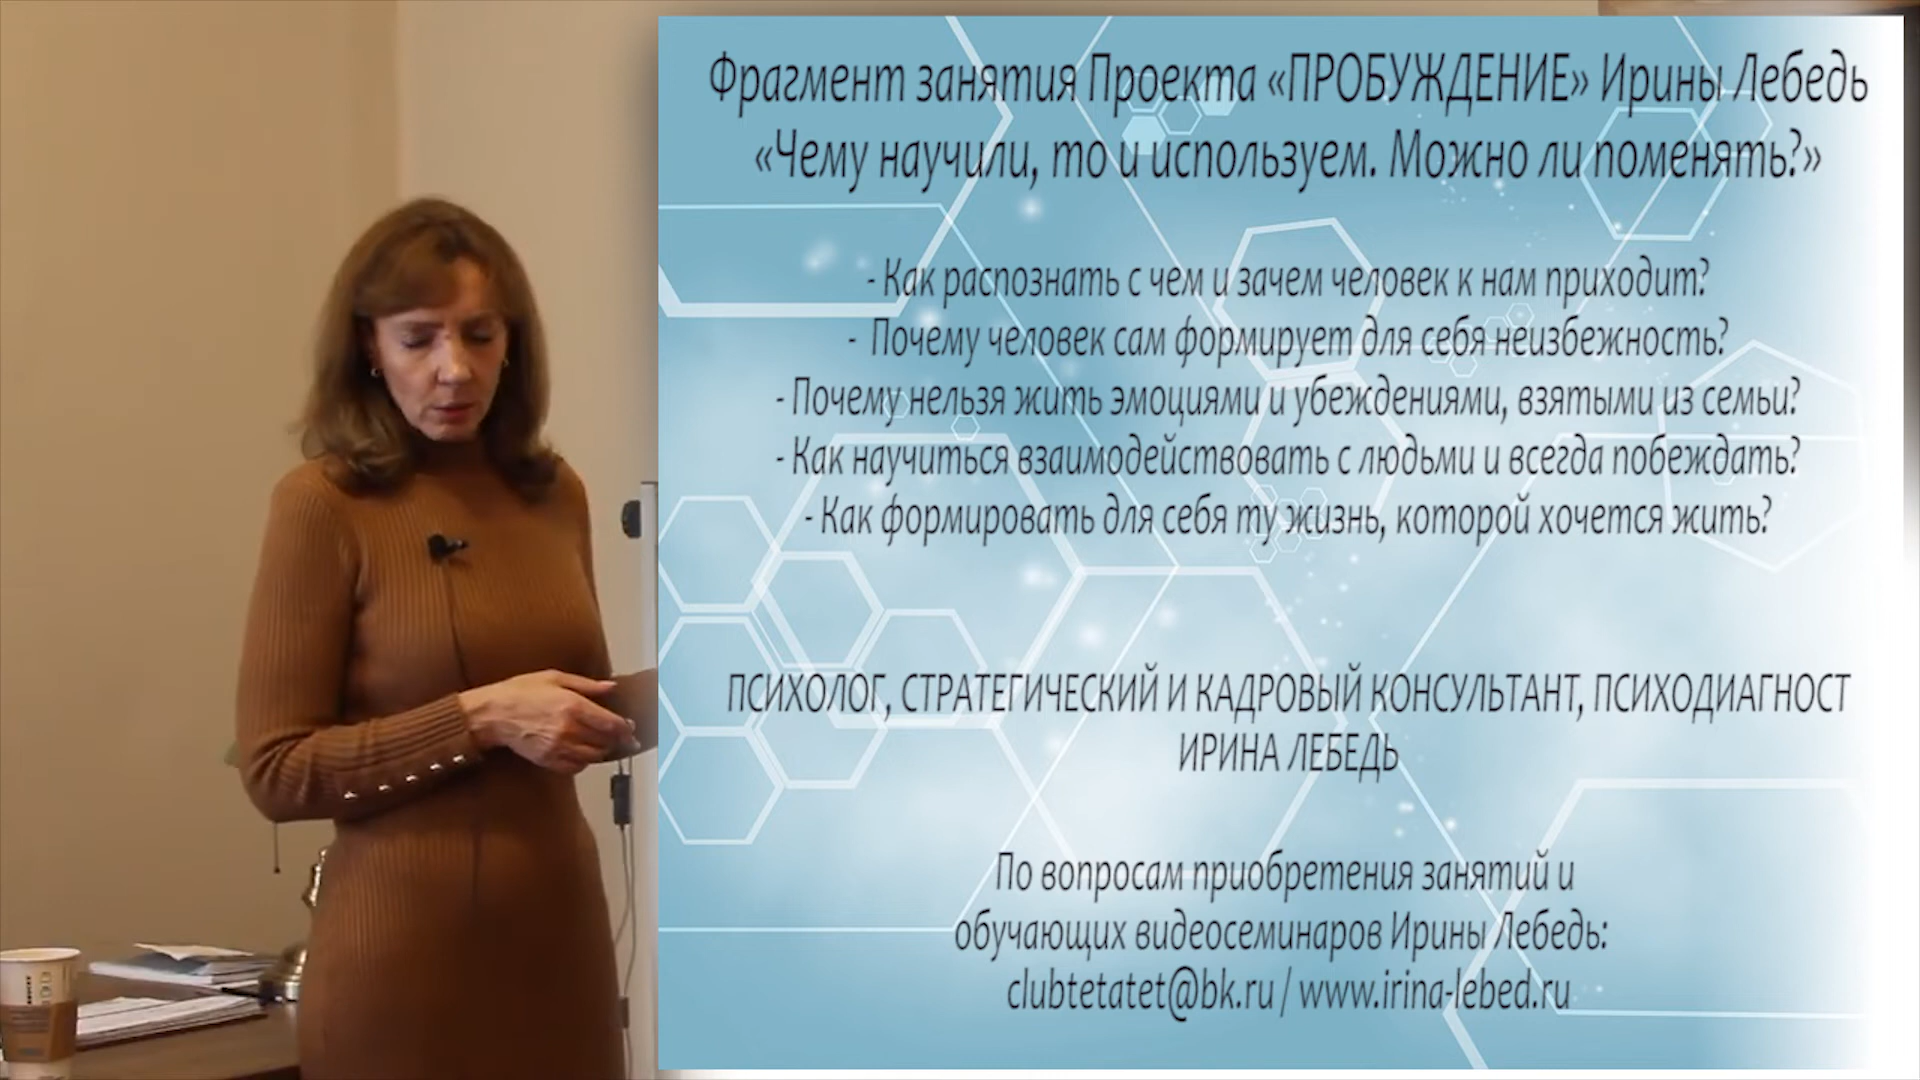 Фрагмент занятия Проекта «ПРОБУЖДЕНИЕ» Ирины Лебедь
«Чему научили, то и используем. Можно ли поменять?»
- Как распознать с чем и зачем человек к нам приходит?
- Почему человек сам формирует для себя неизбежность?
- Почему нельзя жить эмоциями и убеждениями, взятыми из семьи?
- Как научиться взаимодействовать с людьми и всегда побеждать?
- Как формировать для себя ту жизнь, которой хочется жить?
ПСИХОЛОГ, СТРАТЕГИЧЕСКИЙ И КАДРОВЫЙ КОНСУЛЬТАНТ, ПСИХОДИАГНОСТ
ИРИНА ЛЕБЕДЬ
По вопросам приобретения занятий и
обучающих видеосеминаров Ирины Лебедь:
clubtetatet@bk.ru / www.irina-lebed.ru